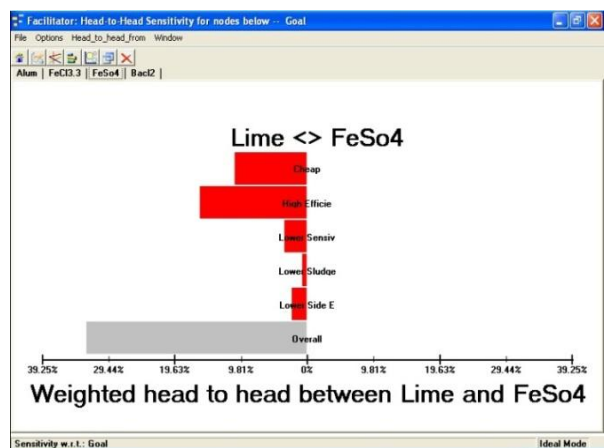 Facilitator: Head-to-Head Sensitivity for nodes below -- Goal
File Options Head_to_head_from Window
Alum | FeCl3.3 | FeSo4 | Bacl2 |
Lime <> FeSo4
Cheap
High Efficie
Lower Sensiv
Lower Sludge
Lower Side E
Overall
39.25% 29.44% 19.63% 9.81% 0% 9.81% 19.63% 29.44% 39.25%
Weighted head to head between Lime and FeSo4
Sensitivity w.r.t.: Goal Ideal Mode